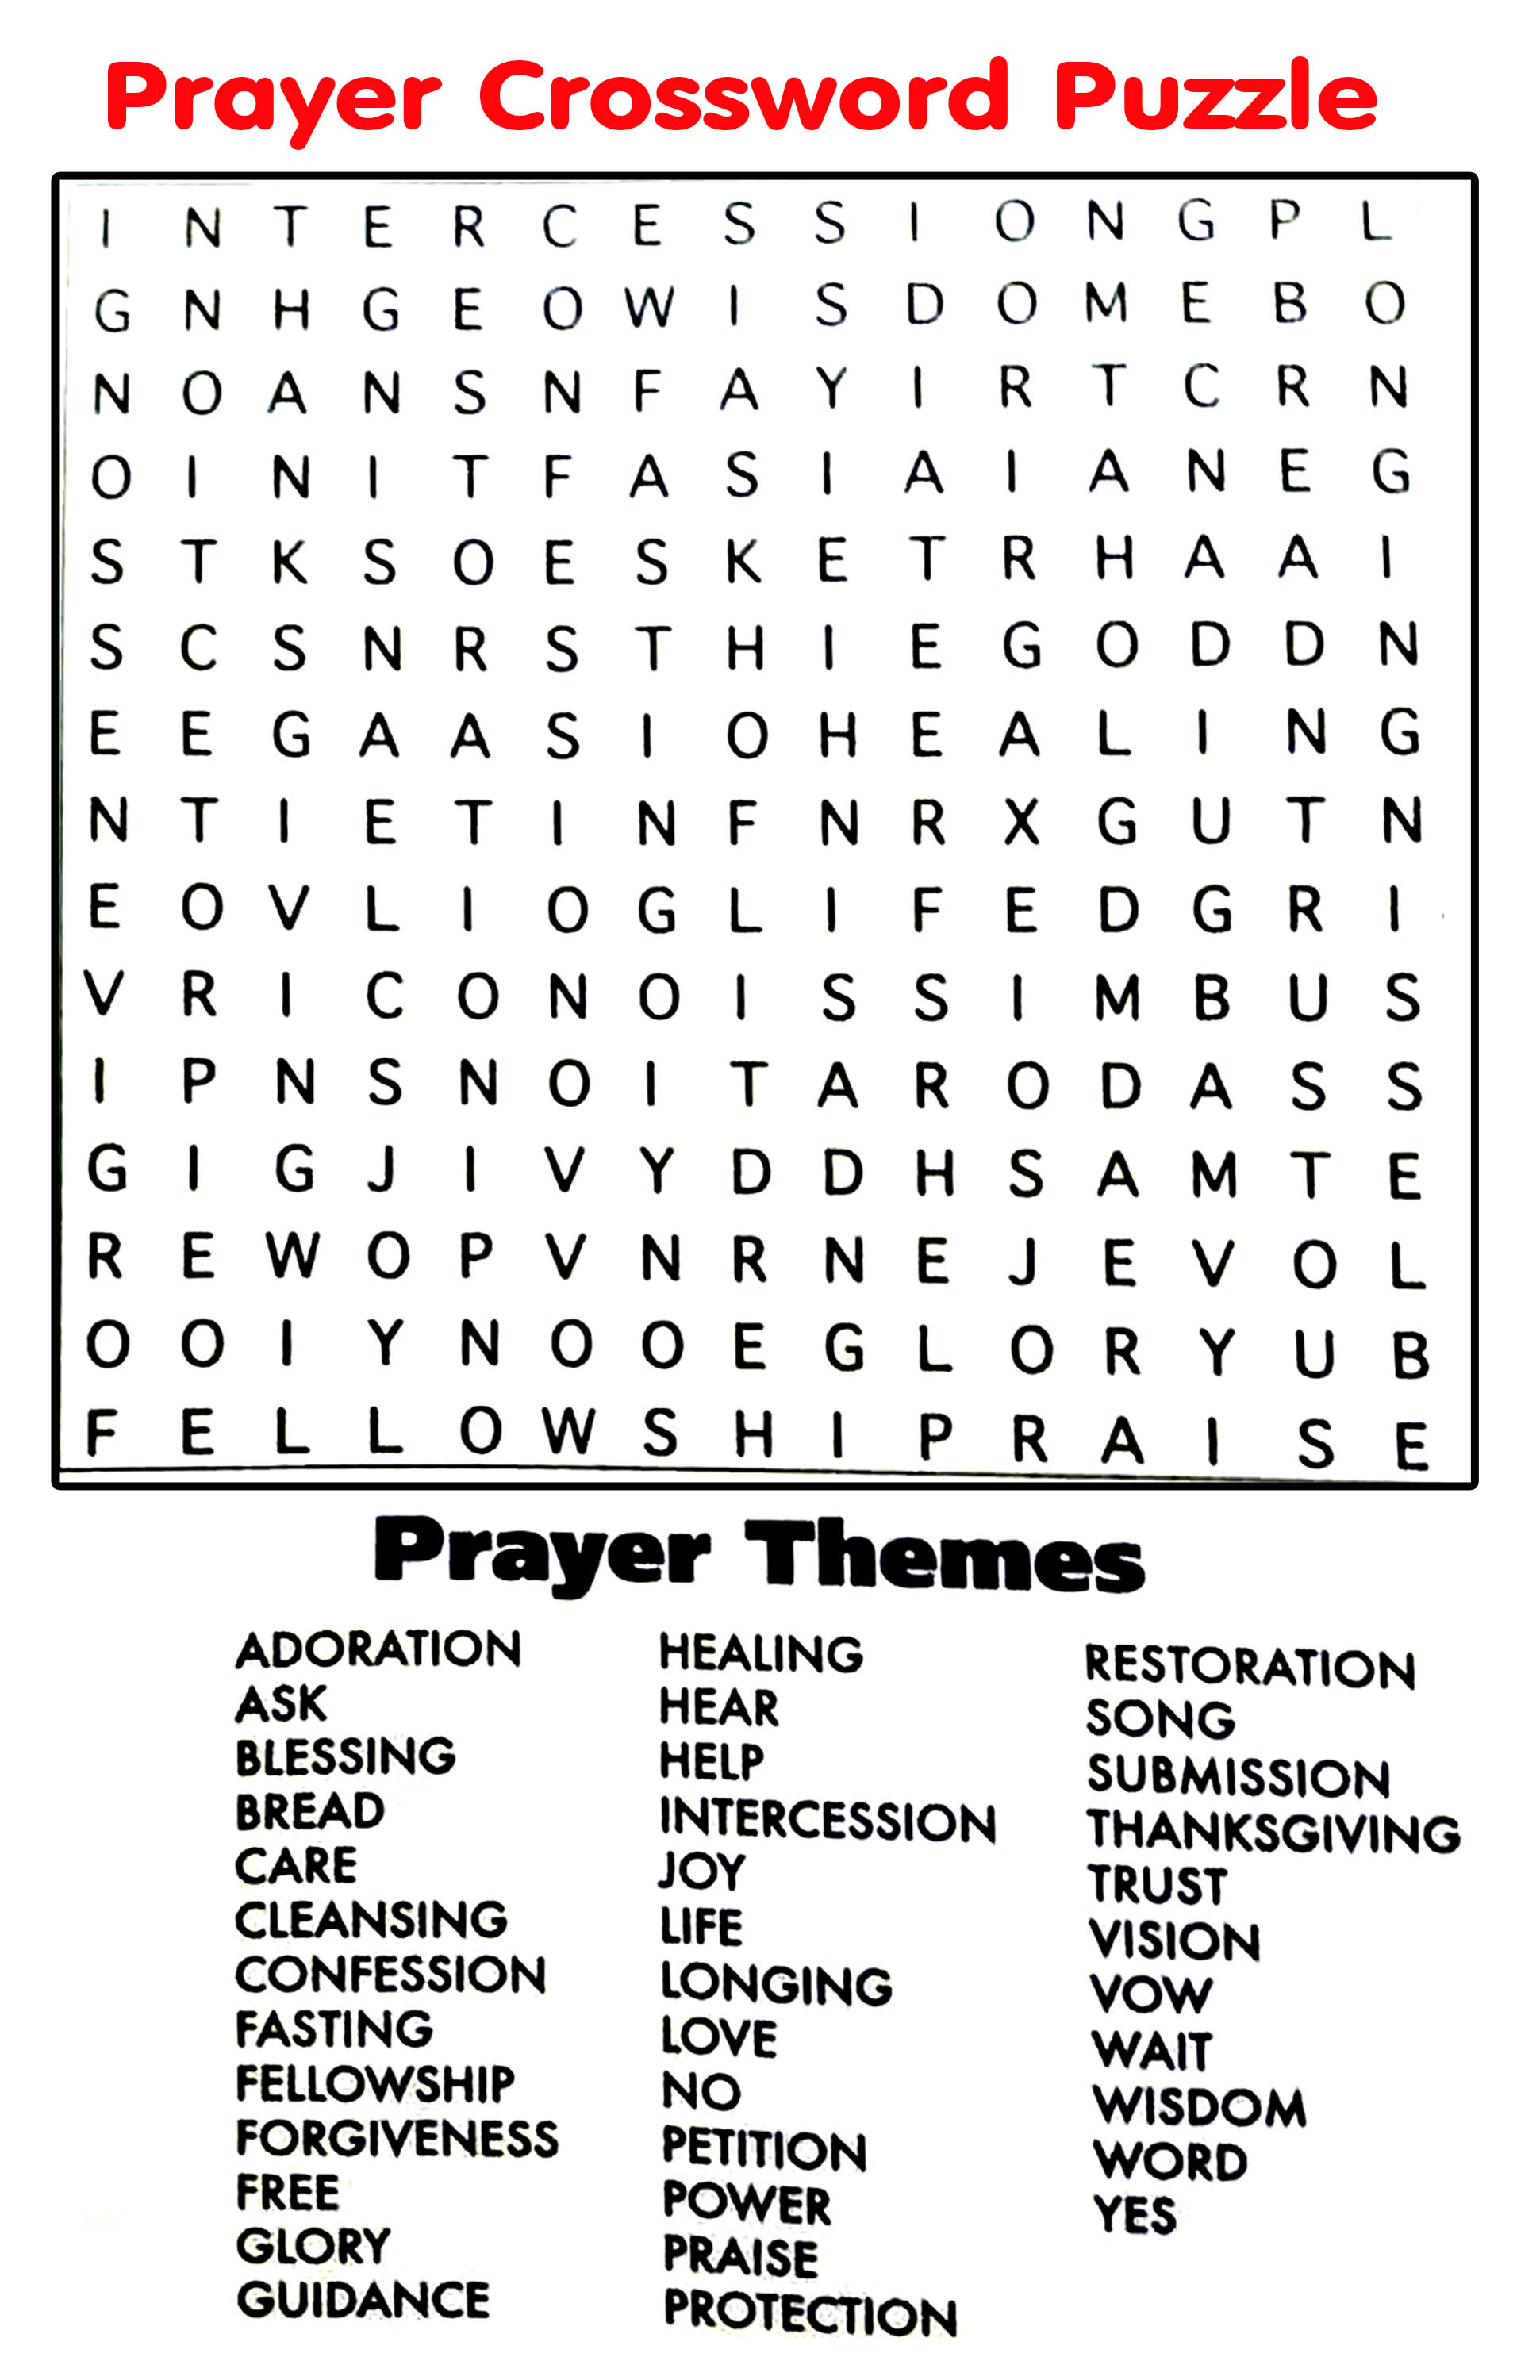 Prayer Crossword Puzzle
I N T E R C E S S I O N G P L
G N H G E O W I S D O M E B O
N O A N S N F A Y I R T C R N
O I N I T F A S I A I A N E G
S T K S O E S K E T R H A A I
S C S N R S T H I E G O D D N
E E G A A S I O H E A L I N G
N T I E T I N F N R X G U T N
E O V L I O G L I F E D G R I
V R I C O N O I S S I M B U S
I P N S N O I T A R O D A S S
G I G J I V Y D D H S A M T E
R E W O P V N R N E J E V O L
O O I Y N O O E G L O R Y U B
F E L L O W S H I P R A I S E
Prayer Themes
ADORATION
ASK
BLESSING
BREAD
CARE
CLEANSING
CONFESSION
FASTING
FELLOWSHIP
FORGIVENESS
FREE
GLORY
GUIDANCE
HEALING
HEAR
HELP
INTERCESSION
JOY
LIFE
LONGING
LOVE
NO
PETITION
POWER
PRAISE
PROTECTION
RESTORATION
SONG
SUBMISSION
THANKSGIVING
TRUST
VISION
VOW
WAIT
WISDOM
WORD
YES